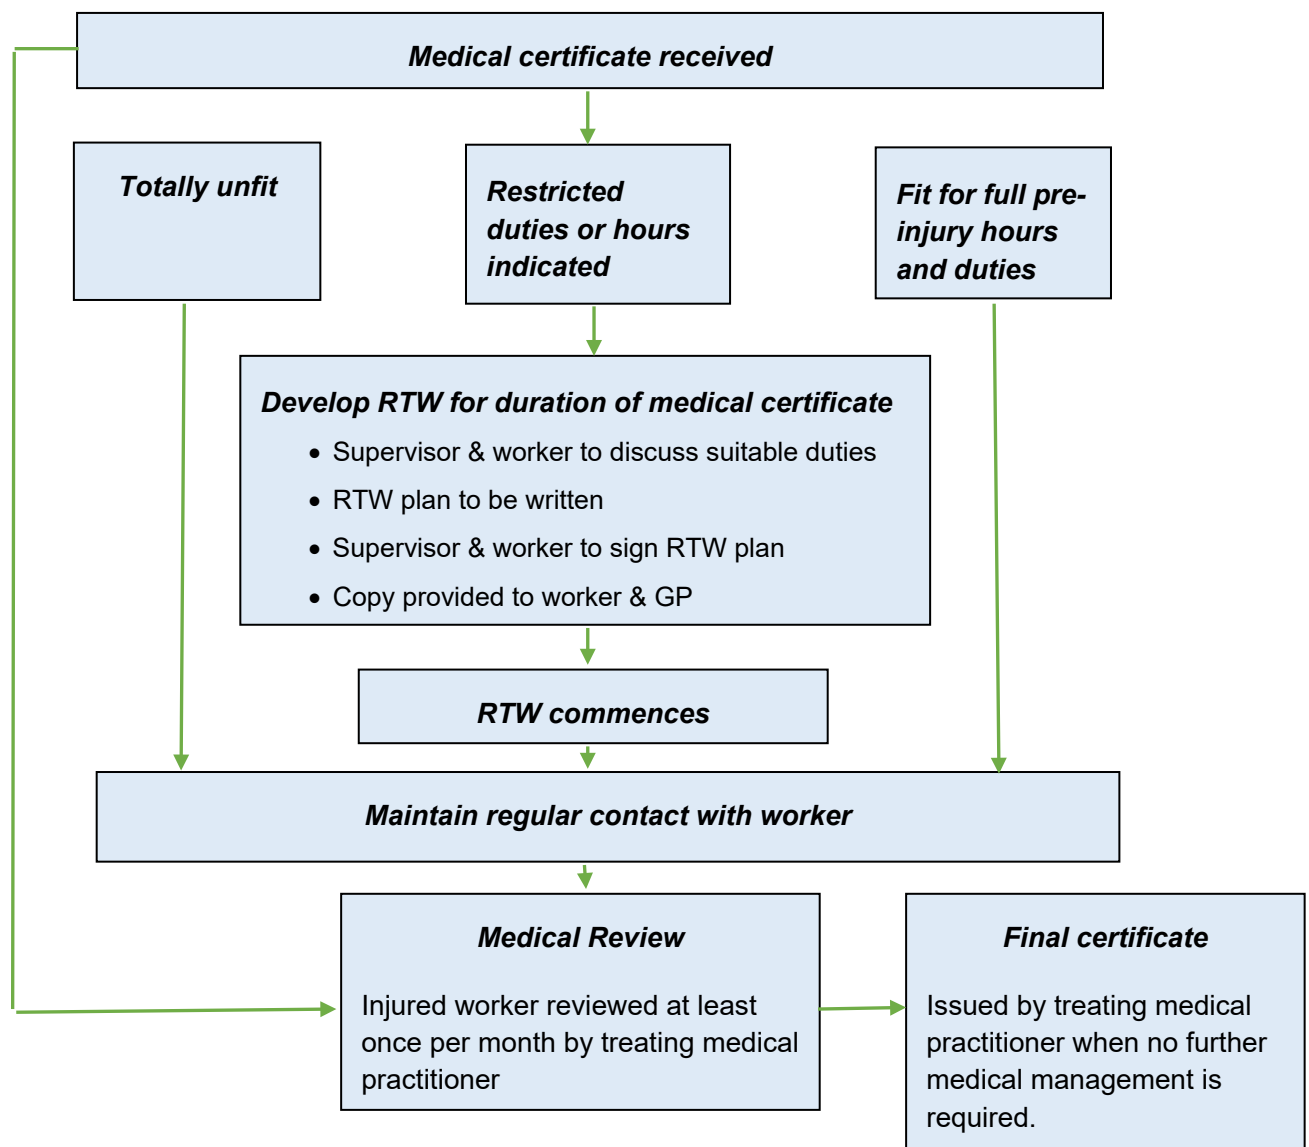 Medical certificate received
Totally unfit
Restricted
duties or hours
indicated
Fit for full pre-
injury hours
and duties
Develop RTW for duration of medical certificate
• Supervisor & worker to discuss suitable duties
• RTW plan to be written
• Supervisor & worker to sign RTW plan
• Copy provided to worker & GP
RTW commences
Maintain regular contact with worker
Medical Review
Injured worker reviewed at least
once per month by treating medical
practitioner
Final certificate
Issued by treating medical
practitioner when no further
medical management is
required.